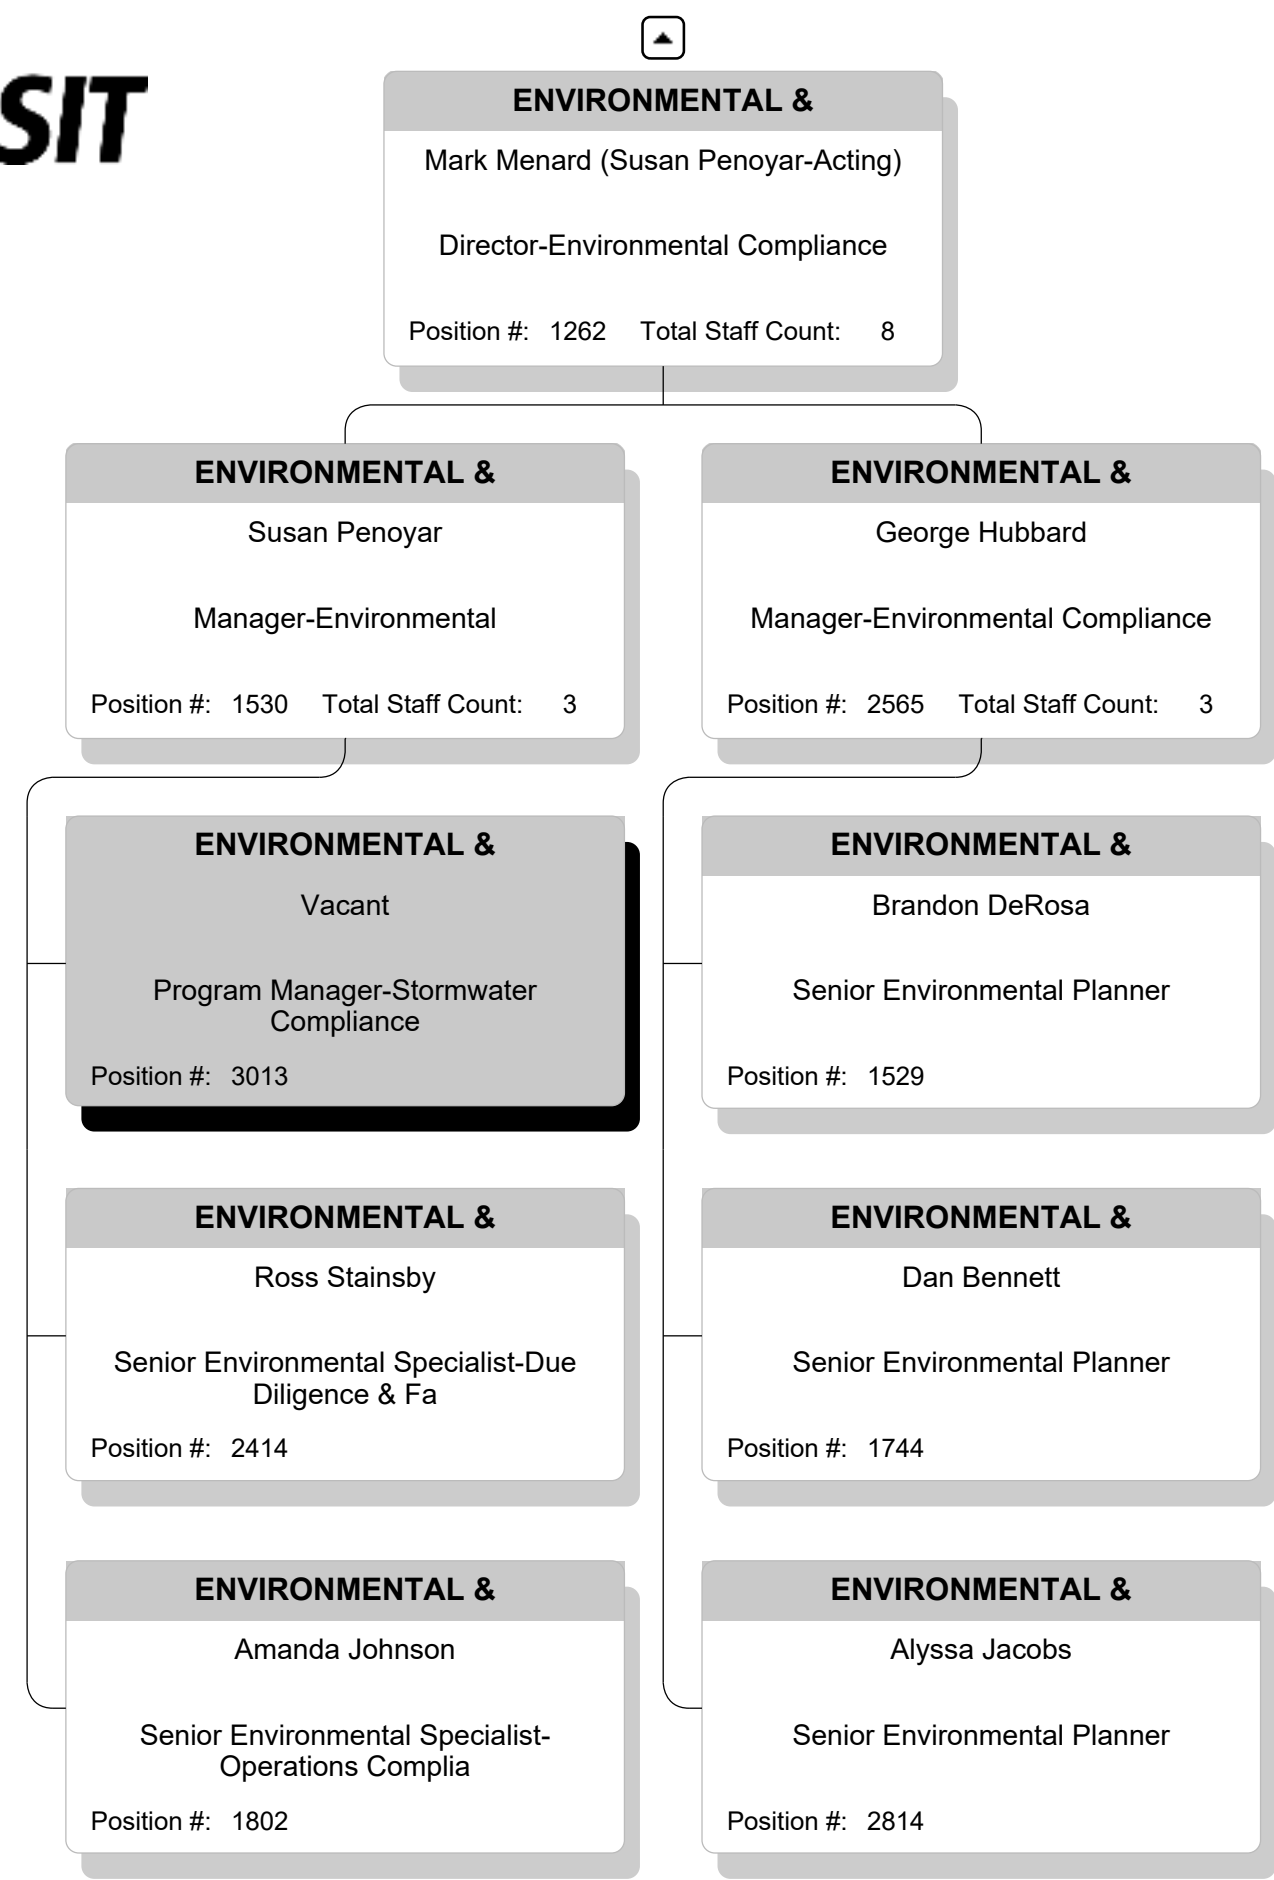 SIT
ENVIRONMENTAL &
Mark Menard (Susan Penoyar-Acting)
Director-Environmental Compliance
Position #: 1262 Total Staff Count: 8
ENVIRONMENTAL &
Susan Penoyar
Manager-Environmental
Position #: 1530 Total Staff Count: 3
ENVIRONMENTAL &
George Hubbard
Manager-Environmental Compliance
Position #: 2565 Total Staff Count: 3
ENVIRONMENTAL &
Vacant
Program Manager-Stormwater
Compliance
Position #: 3013
ENVIRONMENTAL &
Brandon DeRosa
Senior Environmental Planner
Position #: 1529
ENVIRONMENTAL &
Ross Stainsby
Senior Environmental Specialist-Due
Diligence & Fa
Position #: 2414
ENVIRONMENTAL &
Dan Bennett
Senior Environmental Planner
Position #: 1744
ENVIRONMENTAL &
Amanda Johnson
Senior Environmental Specialist-
Operations Complia
Position #: 1802
ENVIRONMENTAL &
Alyssa Jacobs
Senior Environmental Planner
Position #: 2814